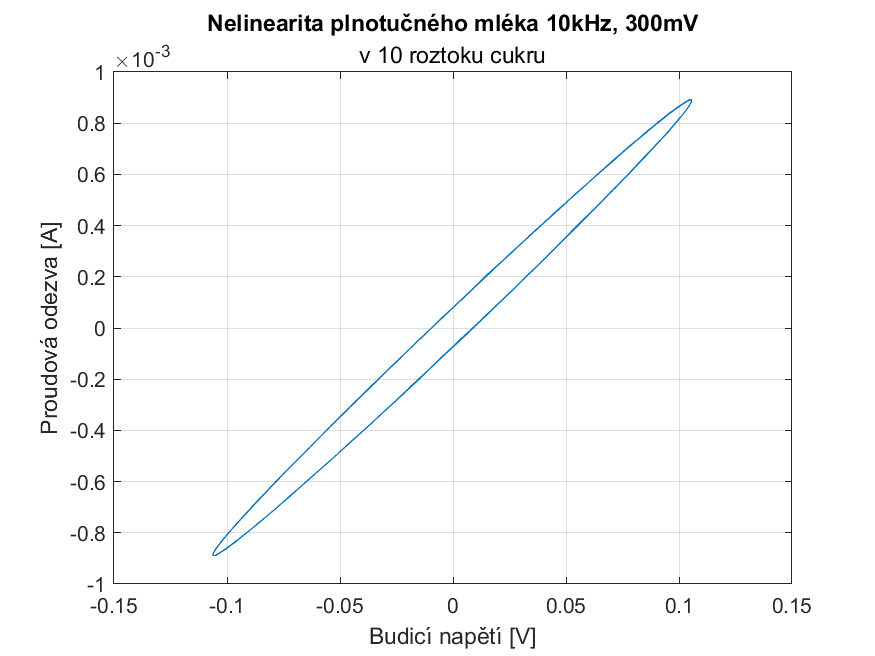 Nelinearita plnotučného mléka 10kHz, 300mV
v 10 roztoku cukru
×10^-3
1
0.8
0.6
0.4
0.2
0
-0.2
-0.4
-0.6
-0.8
-1
Proudová odezva [A]
-0.15 -0.1 -0.05 0 0.05 0.1 0.15
Budicí napětí [V]